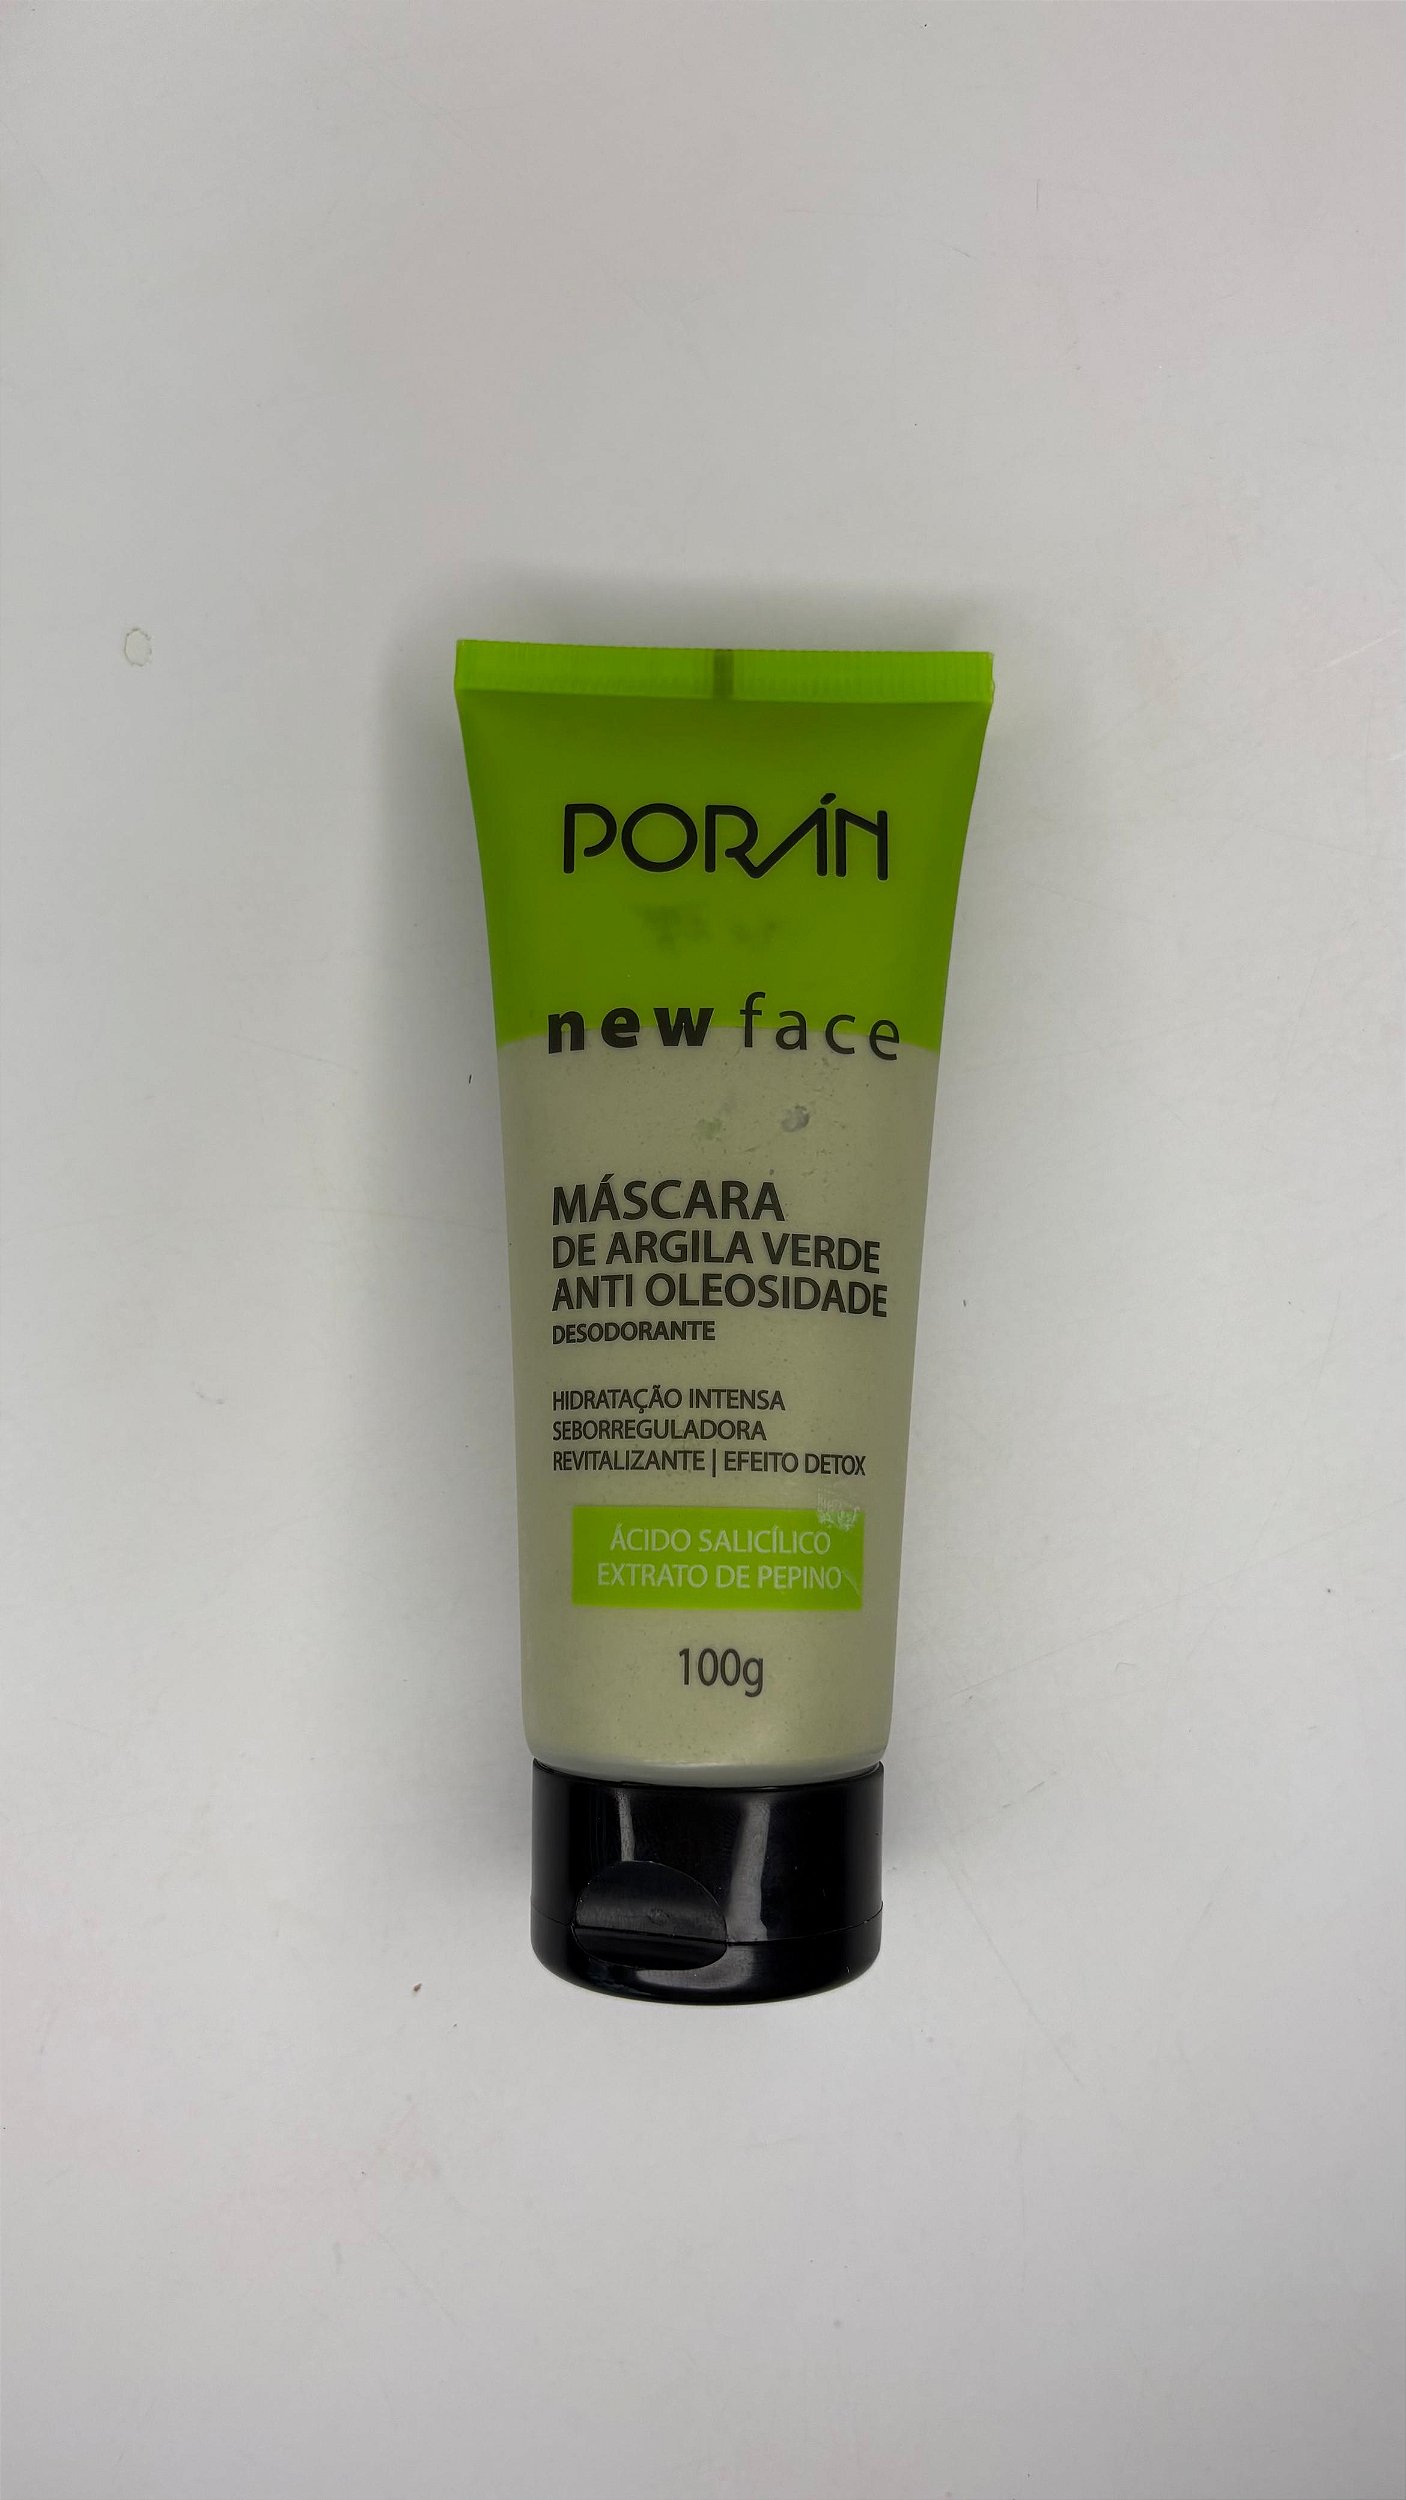 PORÁN
new face
MÁSCARA
DE ARGILA VERDE
ANTI OLEOSIDADE
DESODORANTE
HIDRATAÇÃO INTENSA
SEBORREGULADORA
REVITALIZANTE | EFEITO DETOX
ÁCIDO SALICÍLICO
EXTRATO DE PEPINO
100g